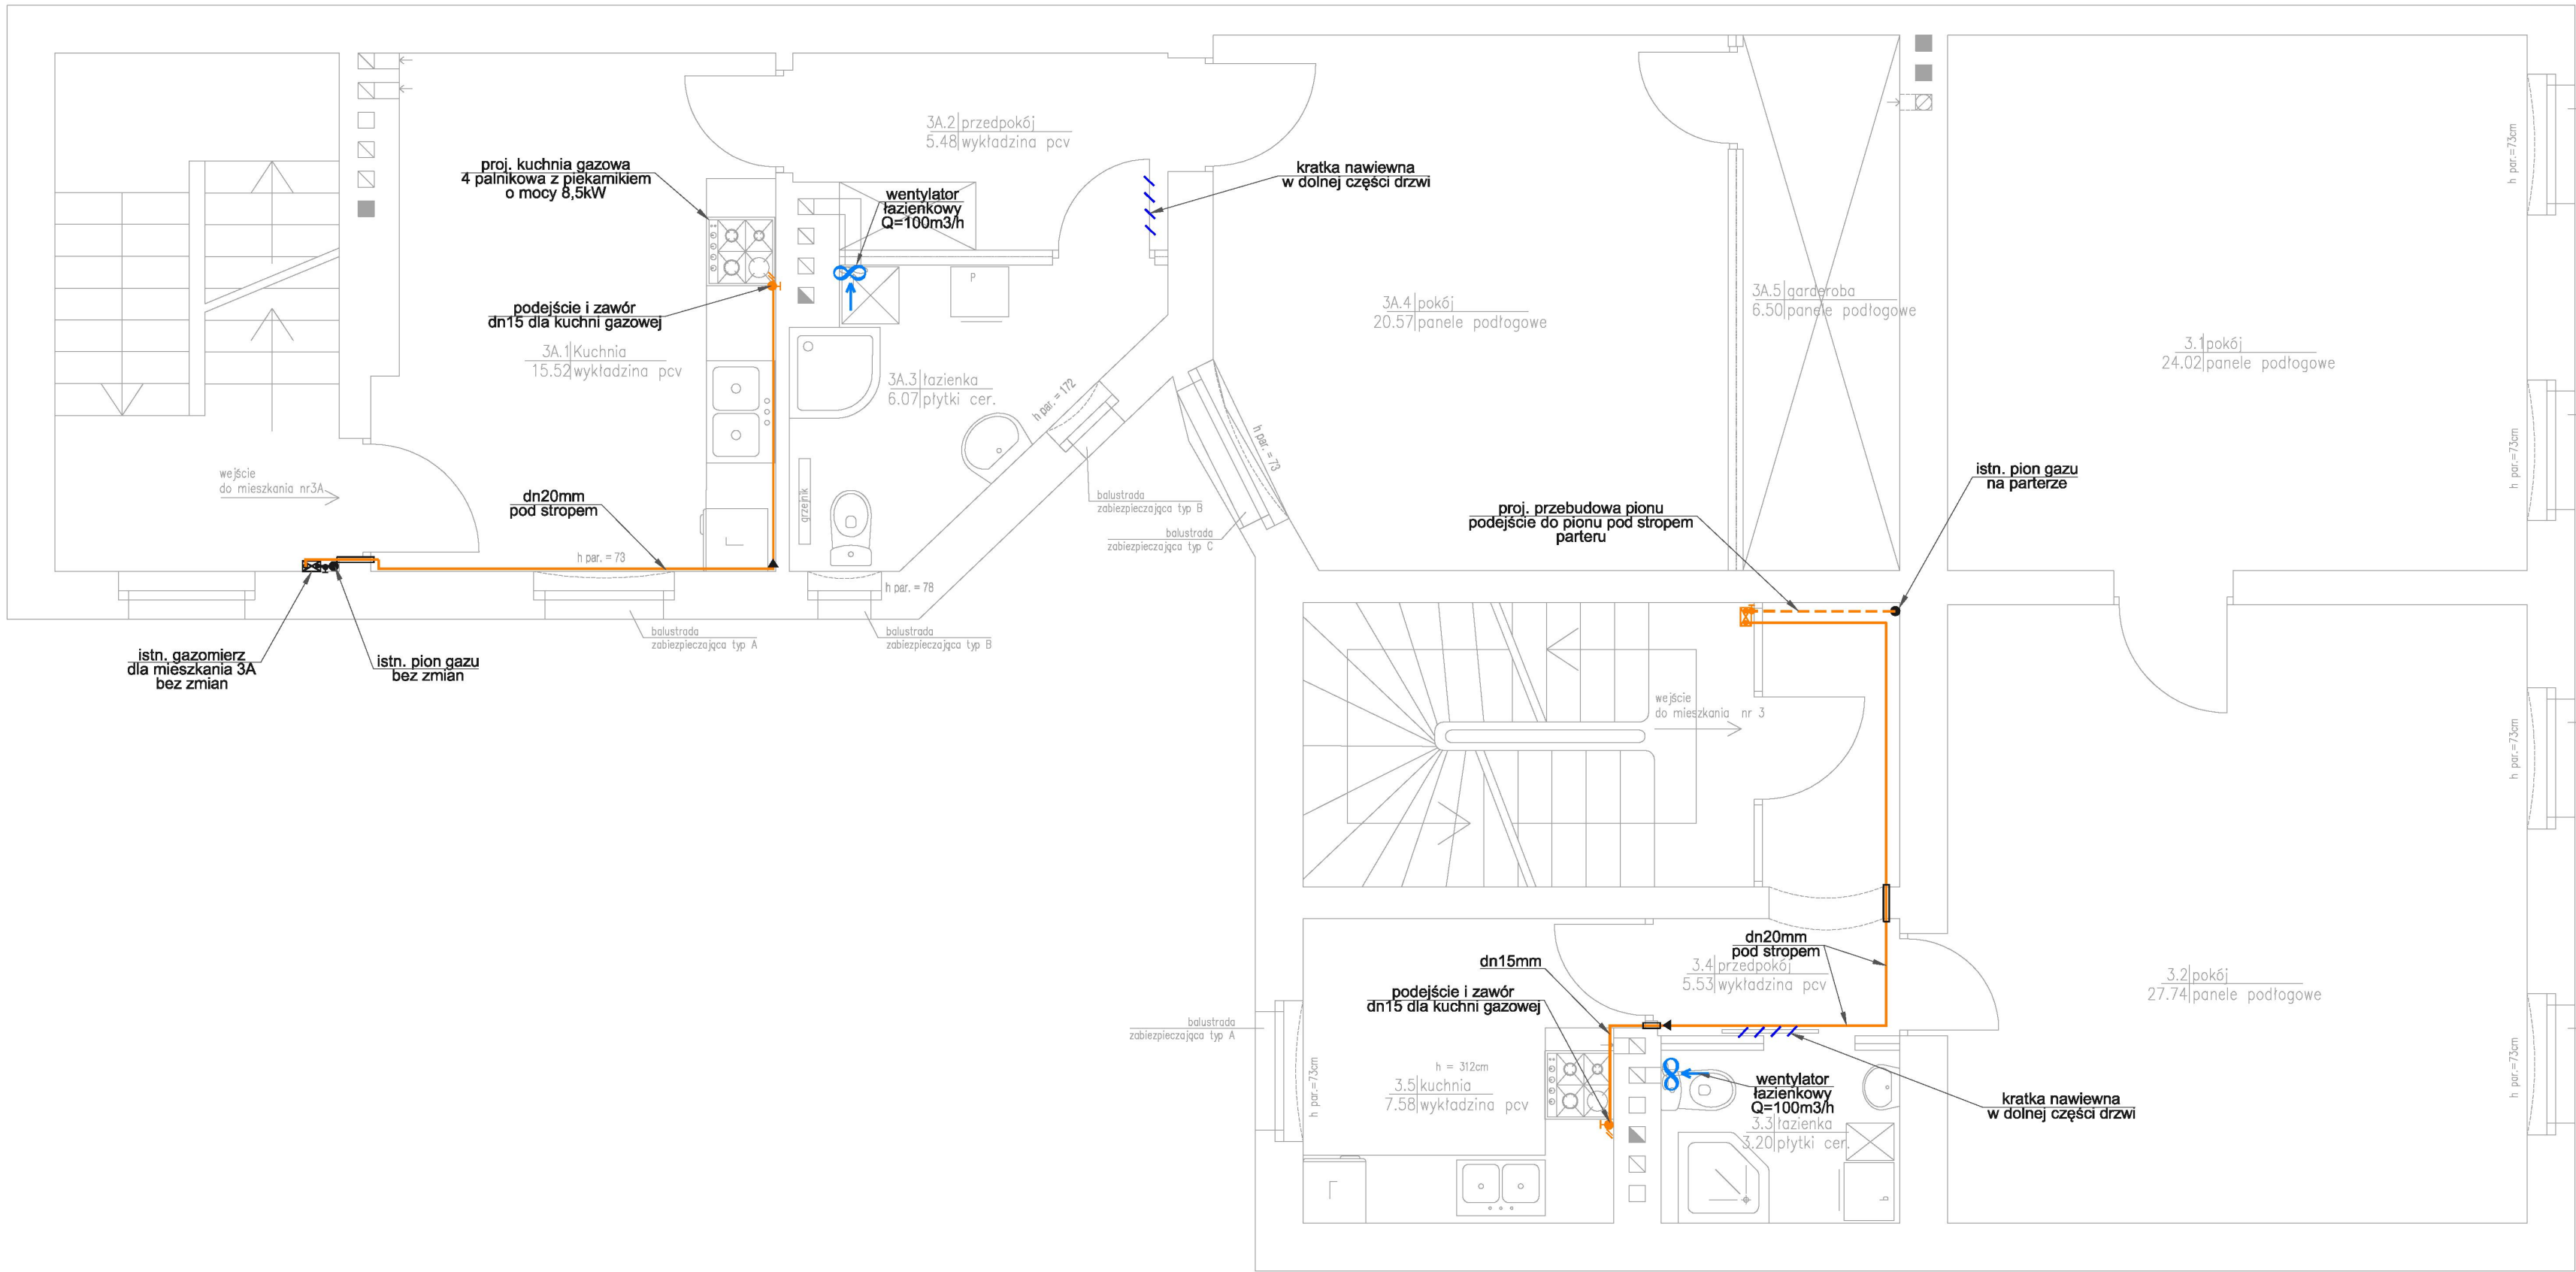 3A.2 przedpokój
5.48 wykładzina pcv
proj. kuchnia gazowa
4 palnikowa z piekarnikiem
o mocy 8,5kW
wentylator
łazienkowy
Q=100m3/h
kratka nawiewna
w dolnej części drzwi
h par.=73cm
P
podejście i zawór
dn15 dla kuchni gazowej
3A.1 Kuchnia
15.52 wykładzina pcv
3A.3 łazienka
6.07 płytki cer.
h par. = 172
3A.4 pokój
20.57 panele podłogowe
3A.5 garderoba
6.50 panele podłogowe
3.1 pokój
24.02 panele podłogowe
h par. = 73
h par.=73cm
wejście
do mieszkania nr3A
grzejnik
dn20mm
pod stropem
balustrada
zabiezpieczająca typ B
balustrada
zabiezpieczająca typ C
istn. pion gazu
na parterze
proj. przebudowa pionu
podejście do pionu pod stropem
parteru
h par. = 73
L
h par. = 78
balustrada
zabiezpieczająca typ A
balustrada
zabiezpieczająca typ B
istn. gazomierz
dla mieszkania 3A
bez zmian
istn. pion gazu
bez zmian
wejście
do mieszkania nr 3
h par.=73cm
dn20mm
pod stropem
3.4 przedpokój
5.53 wykładzina pcv
dn15mm
podejście i zawór
dn15 dla kuchni gazowej
3.2 pokój
27.74 panele podłogowe
balustrada
zabiezpieczająca typ A
h par.=73cm
h = 312cm
3.5 kuchnia
7.58 wykładzina pcv
wentylator
łazienkowy
Q=100m3/h
3.3 łazienka
3.20 płytki cer.
kratka nawiewna
w dolnej części drzwi
h par.=73cm
L
b